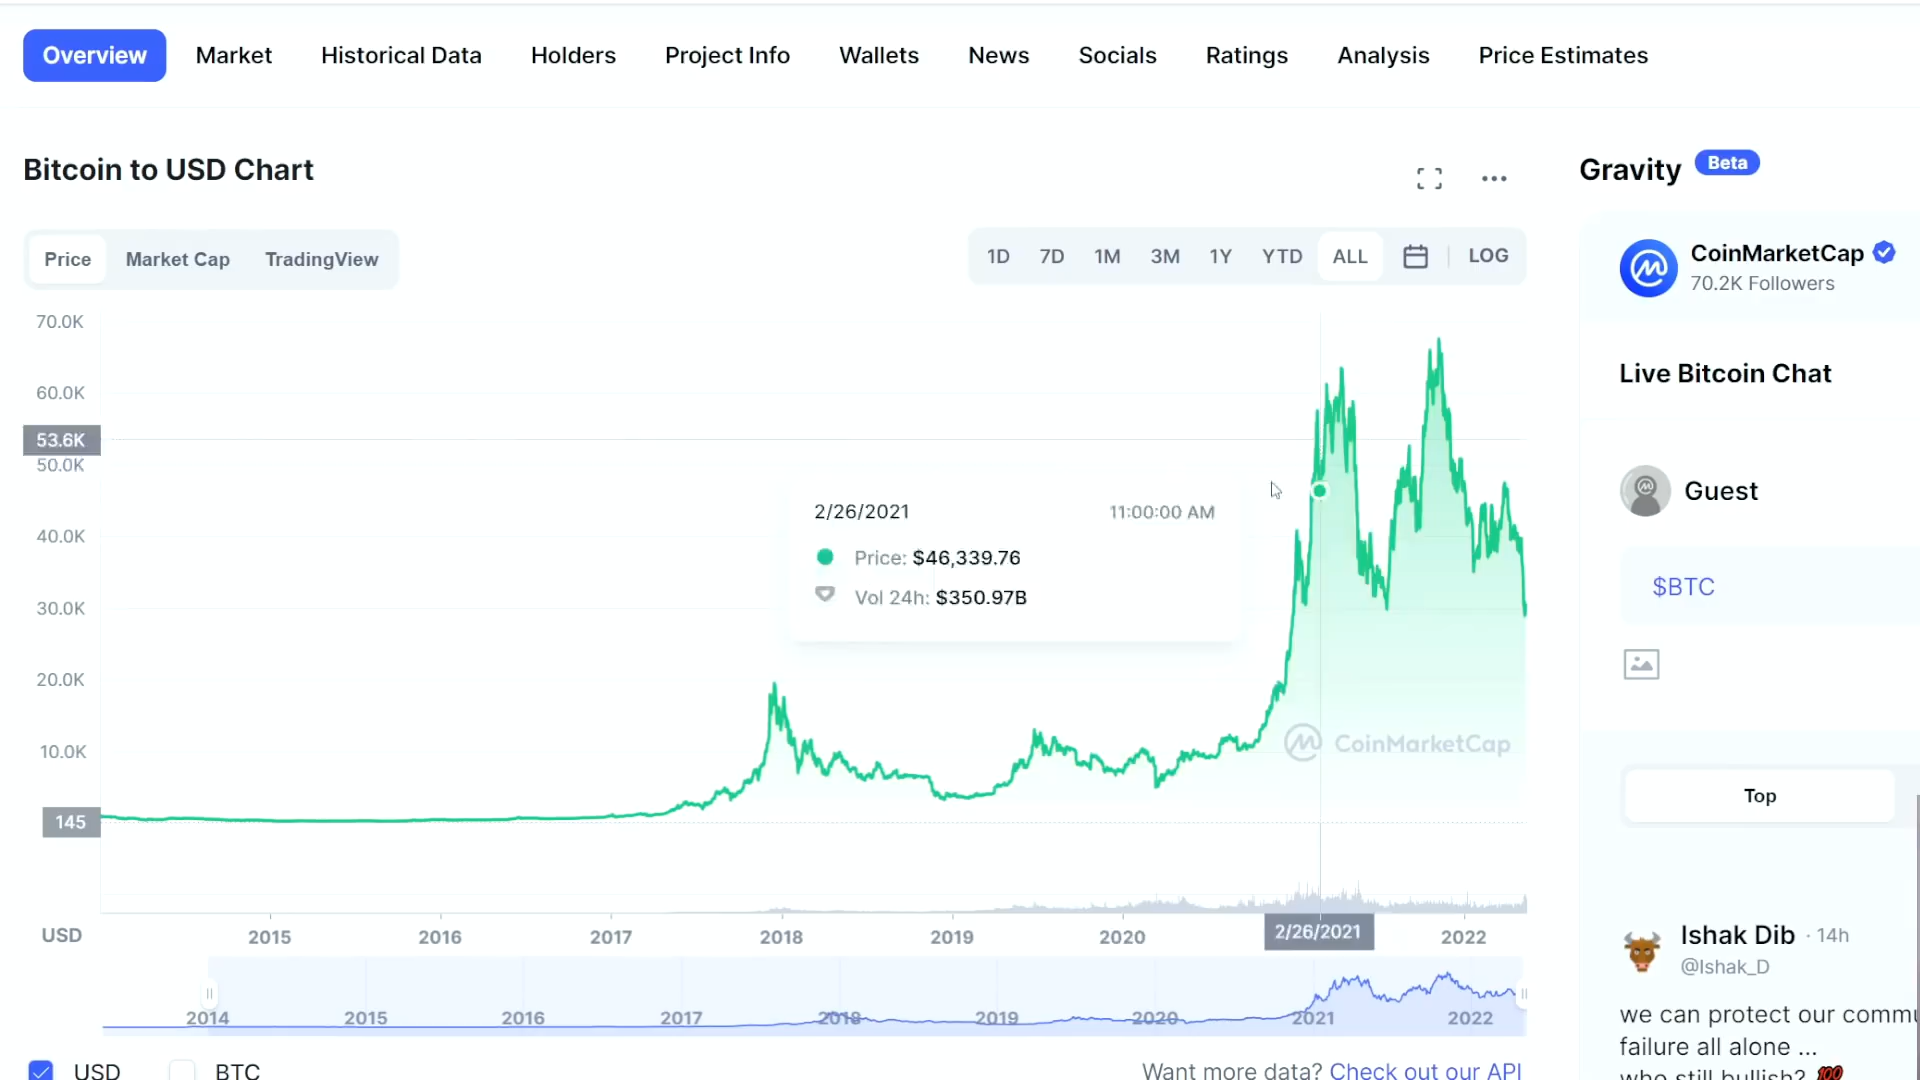 Overview Market Historical Data Holders Project Info Wallets News Socials Ratings Analysis Price Estimates
Bitcoin to USD Chart
Price Market Cap TradingView
1D 7D 1M 3M 1Y YTD ALL LOG
70.0K
60.0K
53.6K
50.0K
40.0K
30.0K
20.0K
10.0K
145
2/26/2021 11:00:00 AM
Price: $46,339.76
Vol 24h: $350.97B
CoinMarketCap
USD 2015 2016 2017 2018 2019 2020 2/26/2021 2022
2014 2015 2016 2017 2018 2019 2020 2021 2022
USD BTC
Want more data? Check out our API
Gravity Beta
CoinMarketCap
70.2K Followers
Live Bitcoin Chat
Guest
$BTC
Top
Ishak Dib · 14h
@Ishak_D
we can protect our commu
failure all alone ...
who still bullish? 💯